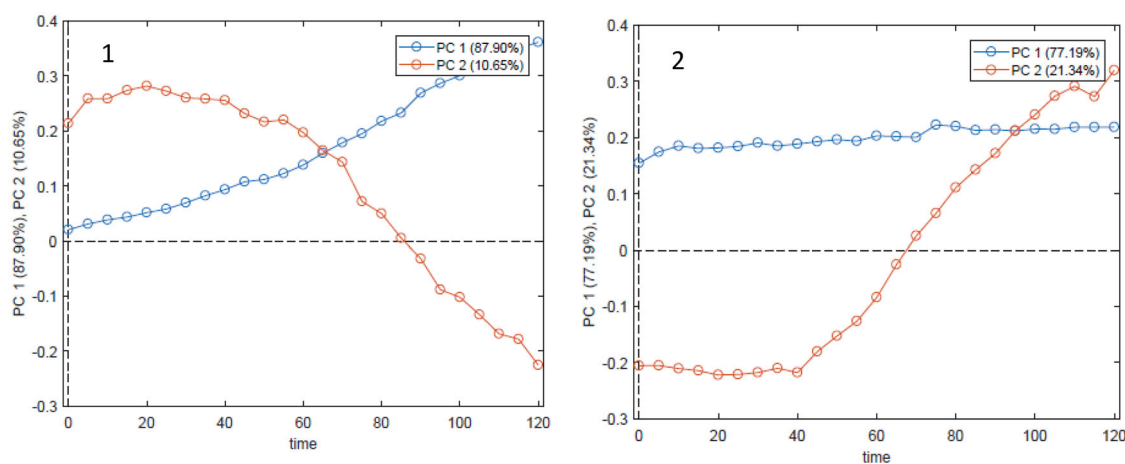 1
PC 1 (87.90%)
PC 2 (10.65%)
0.4
0.3
0.2
0.1
0
-0.1
-0.2
-0.3
PC 1 (87.90%), PC 2 (10.65%)
0 20 40 60 80 100 120
time
2
PC 1 (77.19%)
PC 2 (21.34%)
0.4
0.3
0.2
0.1
0
-0.1
-0.2
-0.3
PC 1 (77.19%), PC 2 (21.34%)
0 20 40 60 80 100 120
time